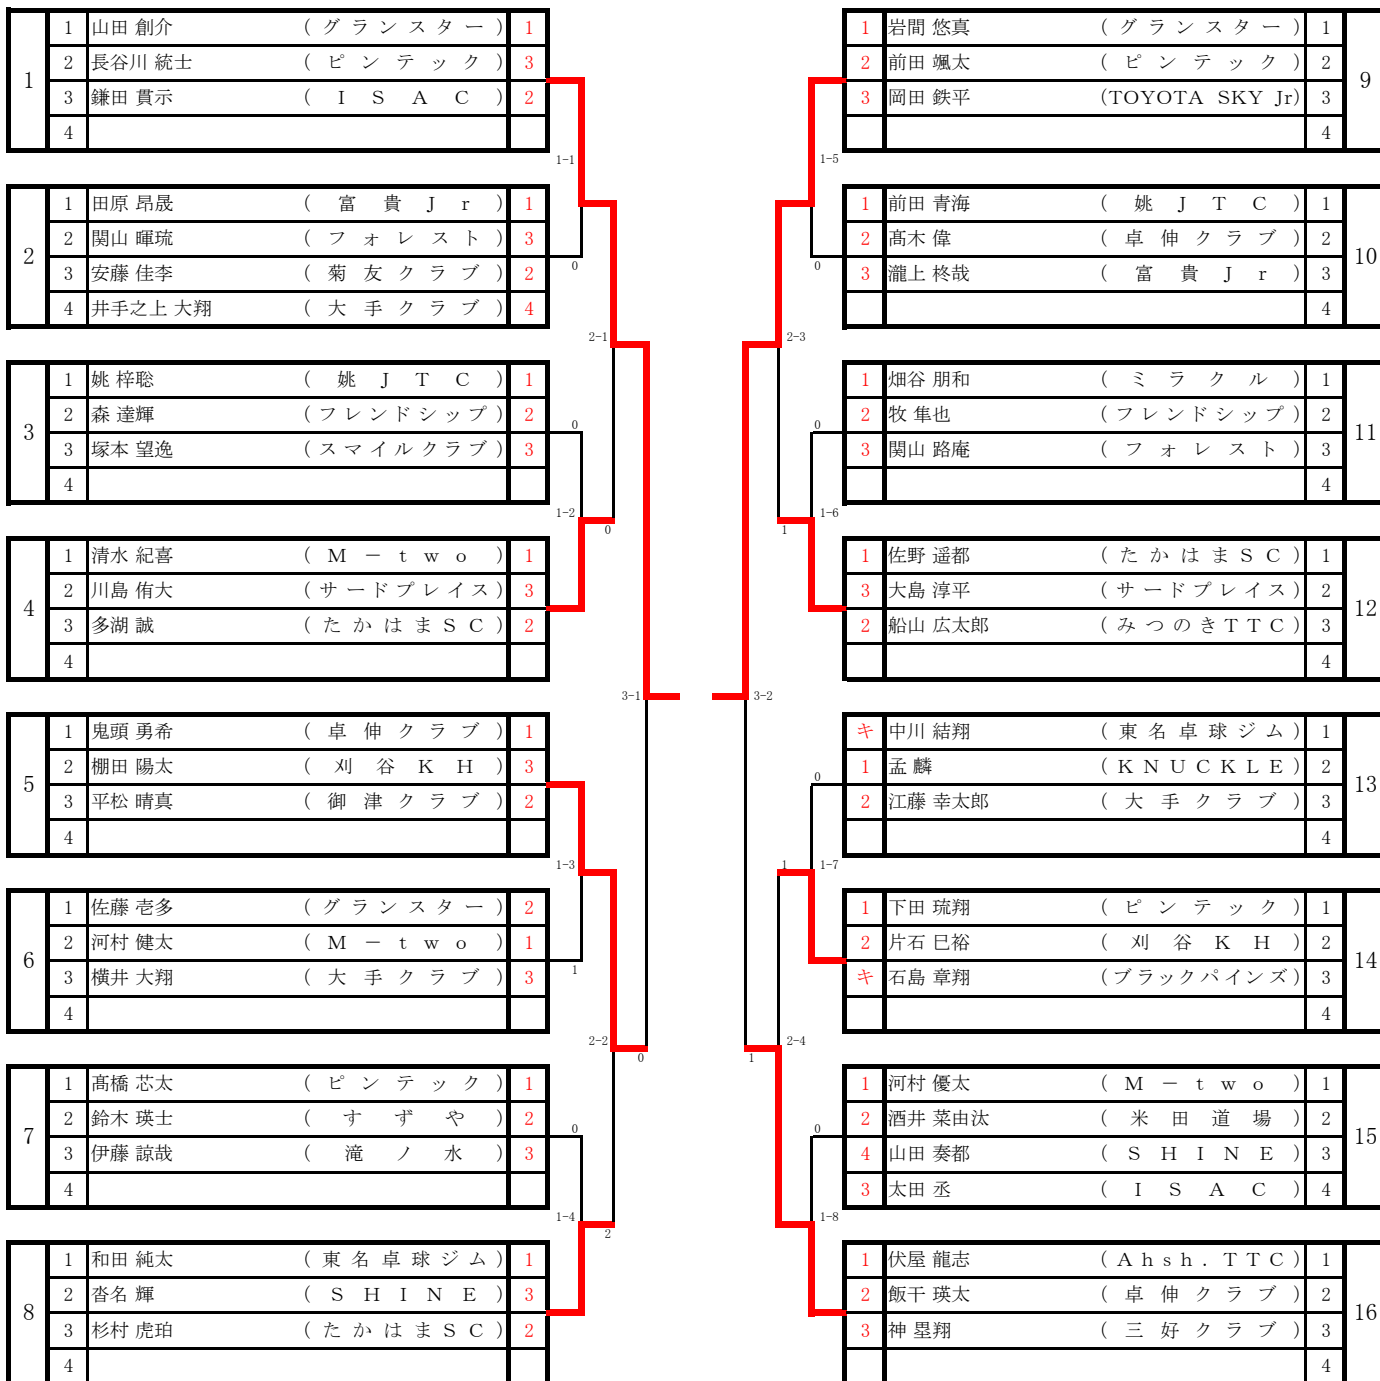 1
1 山田 創介 (グランスター) 1
2 長谷川 統士 (ピンテック) 3
3 鎌田 貫示 (ISAC) 2
4
1-1
2
1 田原 昂晟 (富貴Jr) 1
2 関山 暉琉 (フォレスト) 3
3 安藤 佳李 (菊友クラブ) 2
4 井手之上 大翔 (大手クラブ) 4
0
2-1
3
1 姚 梓聡 (姚JTC) 1
2 森 達輝 (フレンドシップ) 2
3 塚本 望逸 (スマイルクラブ) 3
4
0
1-2
0
4
1 清水 紀喜 (M－two) 1
2 川島 侑大 (サードプレイス) 3
3 多湖 誠 (たかはまSC) 2
4
3-1
5
1 鬼頭 勇希 (卓伸クラブ) 1
2 棚田 陽太 (刈谷KH) 3
3 平松 晴真 (御津クラブ) 2
4
1-3
6
1 佐藤 壱多 (グランスター) 2
2 河村 健太 (M－two) 1
3 横井 大翔 (大手クラブ) 3
4
1
2-2
0
7
1 髙橋 芯太 (ピンテック) 1
2 鈴木 瑛士 (すずや) 2
3 伊藤 諒哉 (滝ノ水) 3
4
0
1-4
2
8
1 和田 純太 (東名卓球ジム) 1
2 沓名 輝 (SHINE) 3
3 杉村 虎珀 (たかはまSC) 2
4
1 岩間 悠真 (グランスター) 1
2 前田 颯太 (ピンテック) 2
3 岡田 鉄平 (TOYOTA SKY Jr) 3
4
9
1-5
1 前田 青海 (姚JTC) 1
2 髙木 偉 (卓伸クラブ) 2
3 瀧上 柊哉 (富貴Jr) 3
4
10
0
2-3
1 畑谷 朋和 (ミラクル) 1
2 牧 隼也 (フレンドシップ) 2
3 関山 路庵 (フォレスト) 3
4
11
0
1-6
1
1 佐野 遥都 (たかはまSC) 1
3 大島 淳平 (サードプレイス) 2
2 船山 広太郎 (みつのきTTC) 3
4
12
3-2
キ 中川 結翔 (東名卓球ジム) 1
1 孟 麟 (KNUCKLE) 2
2 江藤 幸太郎 (大手クラブ) 3
4
13
0
1
1-7
1 下田 琉翔 (ピンテック) 1
2 片石 巳裕 (刈谷KH) 2
キ 石島 章翔 (ブラックパインズ) 3
4
14
2-4
1
1 河村 優太 (M－two) 1
2 酒井 菜由汰 (米田道場) 2
4 山田 奏都 (SHINE) 3
3 太田 丞 (ISAC) 4
15
0
1-8
1 伏屋 龍志 (Ahsh.TTC) 1
2 飯干 瑛太 (卓伸クラブ) 2
3 神 塁翔 (三好クラブ) 3
4
16